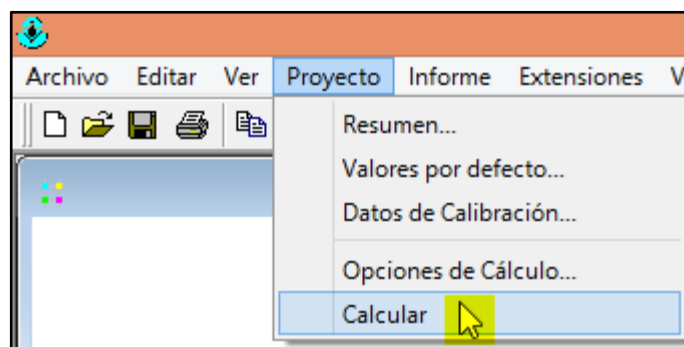 Archivo Editar Ver Proyecto Informe Extensiones V
Resumen...
Valores por defecto...
Datos de Calibración...
Opciones de Cálculo...
Calcular